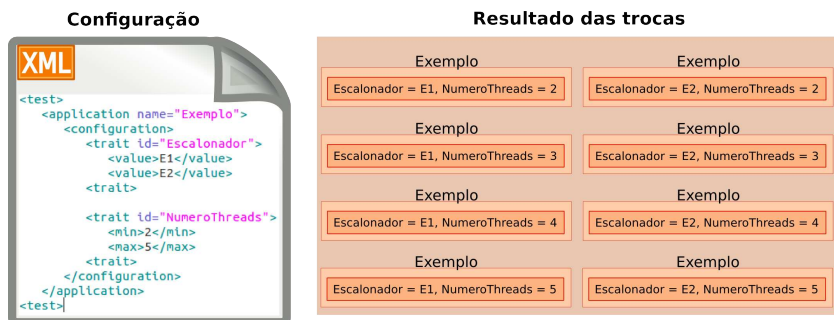 Configuração
XML
<test>
<application name="Exemplo">
<configuration>
<trait id="Escalonador">
<value>E1</value>
<value>E2</value>
<trait>
<trait id="NumeroThreads">
<min>2</min>
<max>5</max>
<trait>
</configuration>
</application>
<test>
Resultado das trocas
Exemplo
Escalonador = E1, NumeroThreads = 2
Exemplo
Escalonador = E2, NumeroThreads = 2
Exemplo
Escalonador = E1, NumeroThreads = 3
Exemplo
Escalonador = E2, NumeroThreads = 3
Exemplo
Escalonador = E1, NumeroThreads = 4
Exemplo
Escalonador = E2, NumeroThreads = 4
Exemplo
Escalonador = E1, NumeroThreads = 5
Exemplo
Escalonador = E2, NumeroThreads = 5